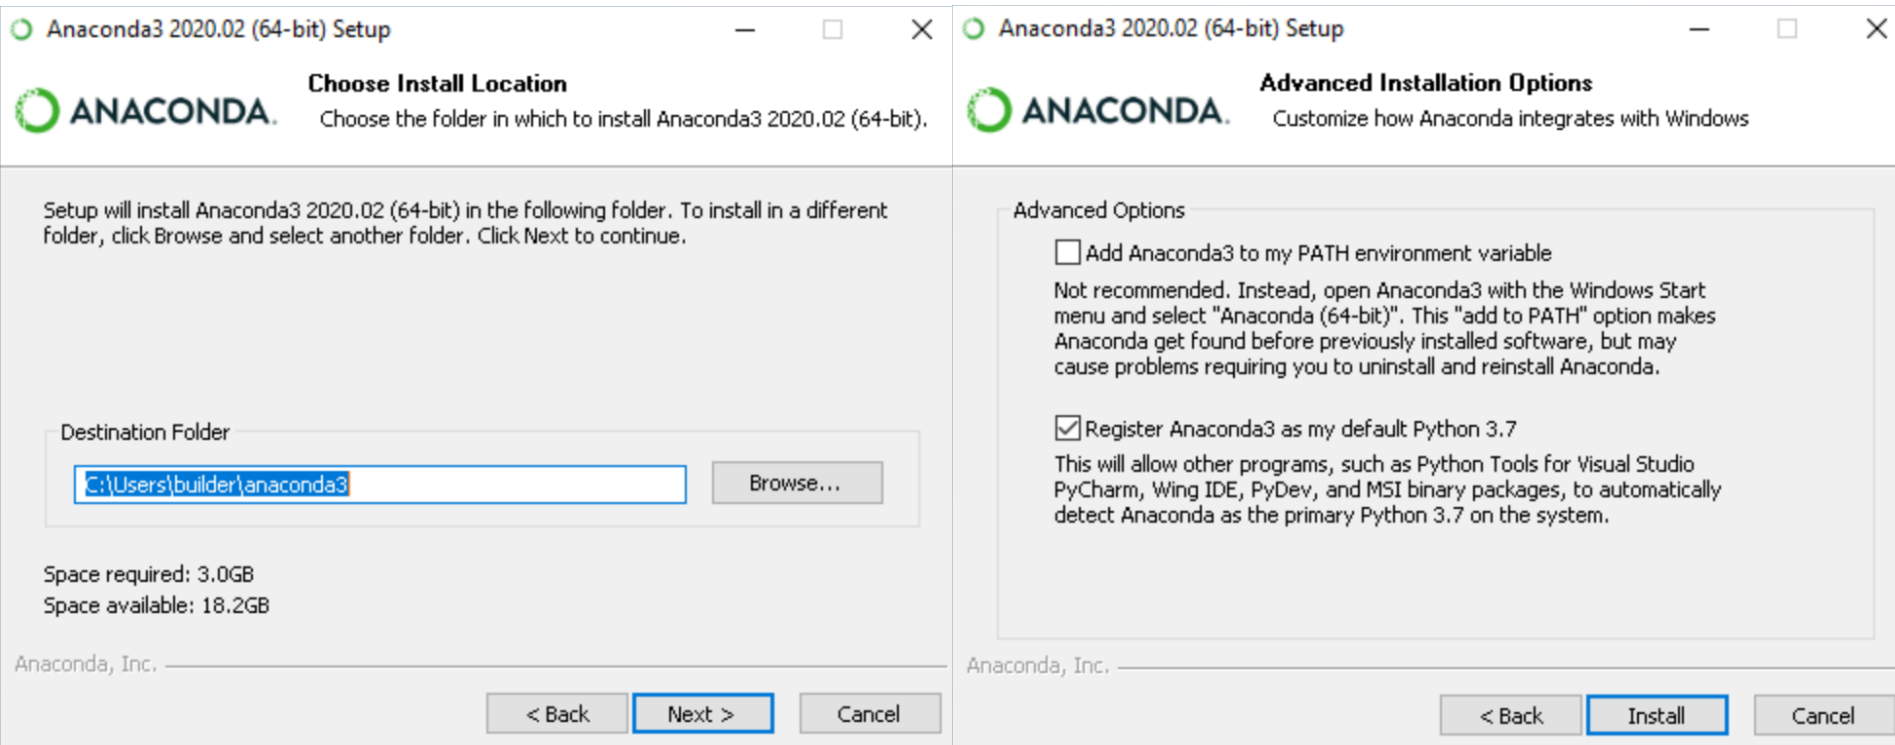 Anaconda3 2020.02 (64-bit) Setup
ANACONDA.
Choose Install Location
Choose the folder in which to install Anaconda3 2020.02 (64-bit).
Setup will install Anaconda3 2020.02 (64-bit) in the following folder. To install in a different
folder, click Browse and select another folder. Click Next to continue.
Destination Folder
C:\Users\builder\anaconda3
Browse...
Space required: 3.0GB
Space available: 18.2GB
Anaconda, Inc.
< Back
Next >
Cancel
Anaconda3 2020.02 (64-bit) Setup
ANACONDA.
Advanced Installation Options
Customize how Anaconda integrates with Windows
Advanced Options
Add Anaconda3 to my PATH environment variable
Not recommended. Instead, open Anaconda3 with the Windows Start
menu and select "Anaconda (64-bit)". This "add to PATH" option makes
Anaconda get found before previously installed software, but may
cause problems requiring you to uninstall and reinstall Anaconda.
Register Anaconda3 as my default Python 3.7
This will allow other programs, such as Python Tools for Visual Studio
PyCharm, Wing IDE, PyDev, and MSI binary packages, to automatically
detect Anaconda as the primary Python 3.7 on the system.
Anaconda, Inc.
< Back
Install
Cancel